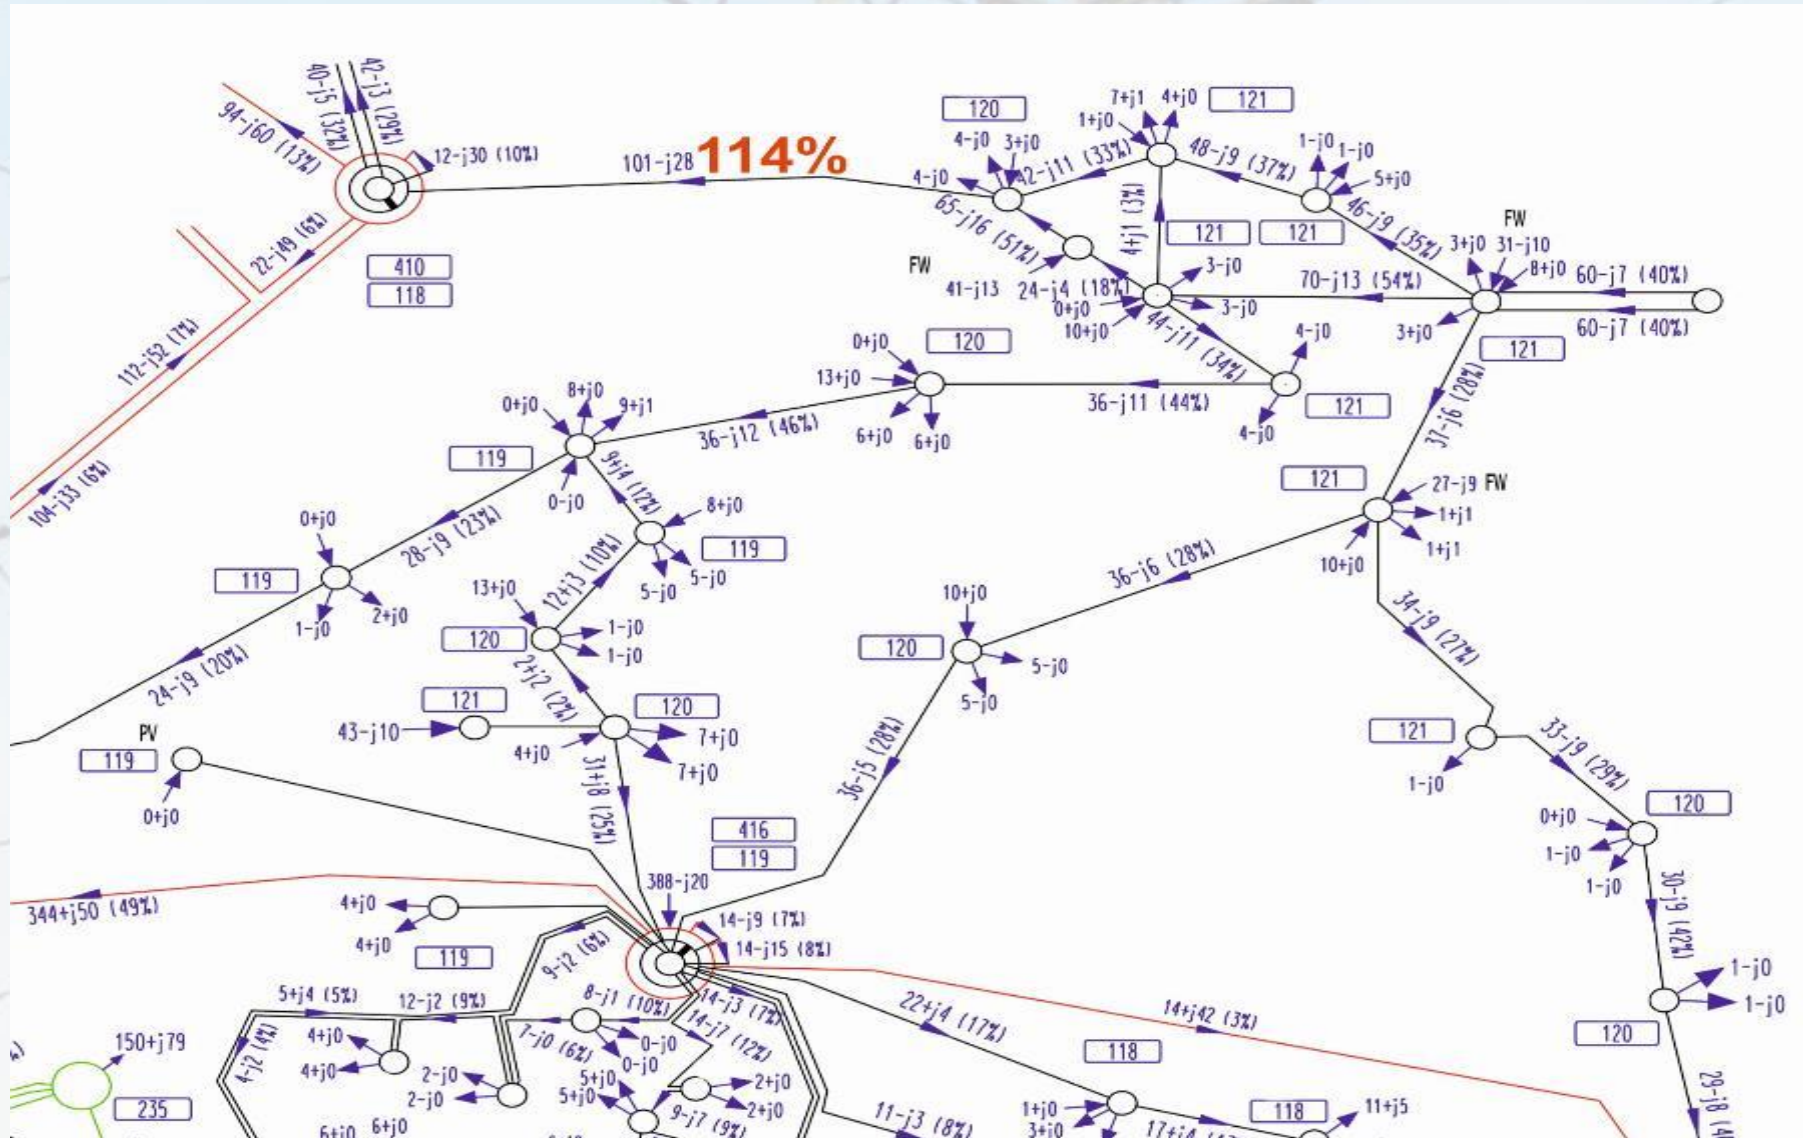 40-j5 (32%)
42-j3 (29%)
94-j60 (13%)
12-j30 (10%)
101-j28
114%
22-j49 (6%)
410
118
112-j52 (7%)
104-j33 (6%)
120
4-j0
3+j0
4-j0
42-j11 (33%)
7+j1
4+j0
121
1+j0
48-j9 (37%)
1-j0
1-j0
5+j0
65-j16 (51%)
4+j1 (3%)
121
121
46-j9 (35%)
FW
3+j0
31-j10
8+j0
60-j7 (40%)
60-j7 (40%)
3+j0
121
FW
41-j13
24-j4 (18%)
3-j0
3-j0
70-j13 (54%)
0+j0
10+j0
44-j11 (34%)
4-j0
4-j0
121
37-j6 (28%)
0+j0
120
13+j0
6+j0
6+j0
36-j11 (44%)
36-j12 (46%)
0+j0
8+j0
9+j1
119
0-j0
9+j4 (12%)
8+j0
119
5-j0
5-j0
28-j9 (23%)
0+j0
119
1-j0
2+j0
24-j9 (20%)
12+j3 (10%)
13+j0
120
1-j0
1-j0
2+j2 (2%)
121
120
43-j10
4+j0
7+j0
7+j0
31+j8 (25%)
PV
119
0+j0
121
27-j9 FW
1+j1
1+j1
10+j0
36-j6 (28%)
34-j9 (27%)
10+j0
120
5-j0
5-j0
36-j5 (28%)
121
1-j0
33-j9 (29%)
120
0+j0
1-j0
1-j0
30-j9 (42%)
1-j0
1-j0
120
29-j8
416
119
388-j20
14-j9 (7%)
14-j15 (8%)
344+j50 (49%)
4+j0
4+j0
119
9-j2 (6%)
5+j4 (5%)
12-j2 (9%)
8-j1 (10%)
14-j3 (7%)
14-j7 (12%)
4-j2 (4%)
4+j0
4+j0
7-j0 (6%)
0-j0
0-j0
2-j0
2-j0
5+j0
5+j0
2+j0
2+j0
9-j7 (9%)
150+j79
235
6+j0
6+j0
22+j4 (17%)
14+j42 (3%)
118
11-j3 (8%)
1+j0
3+j0
118
11+j5
17+j4